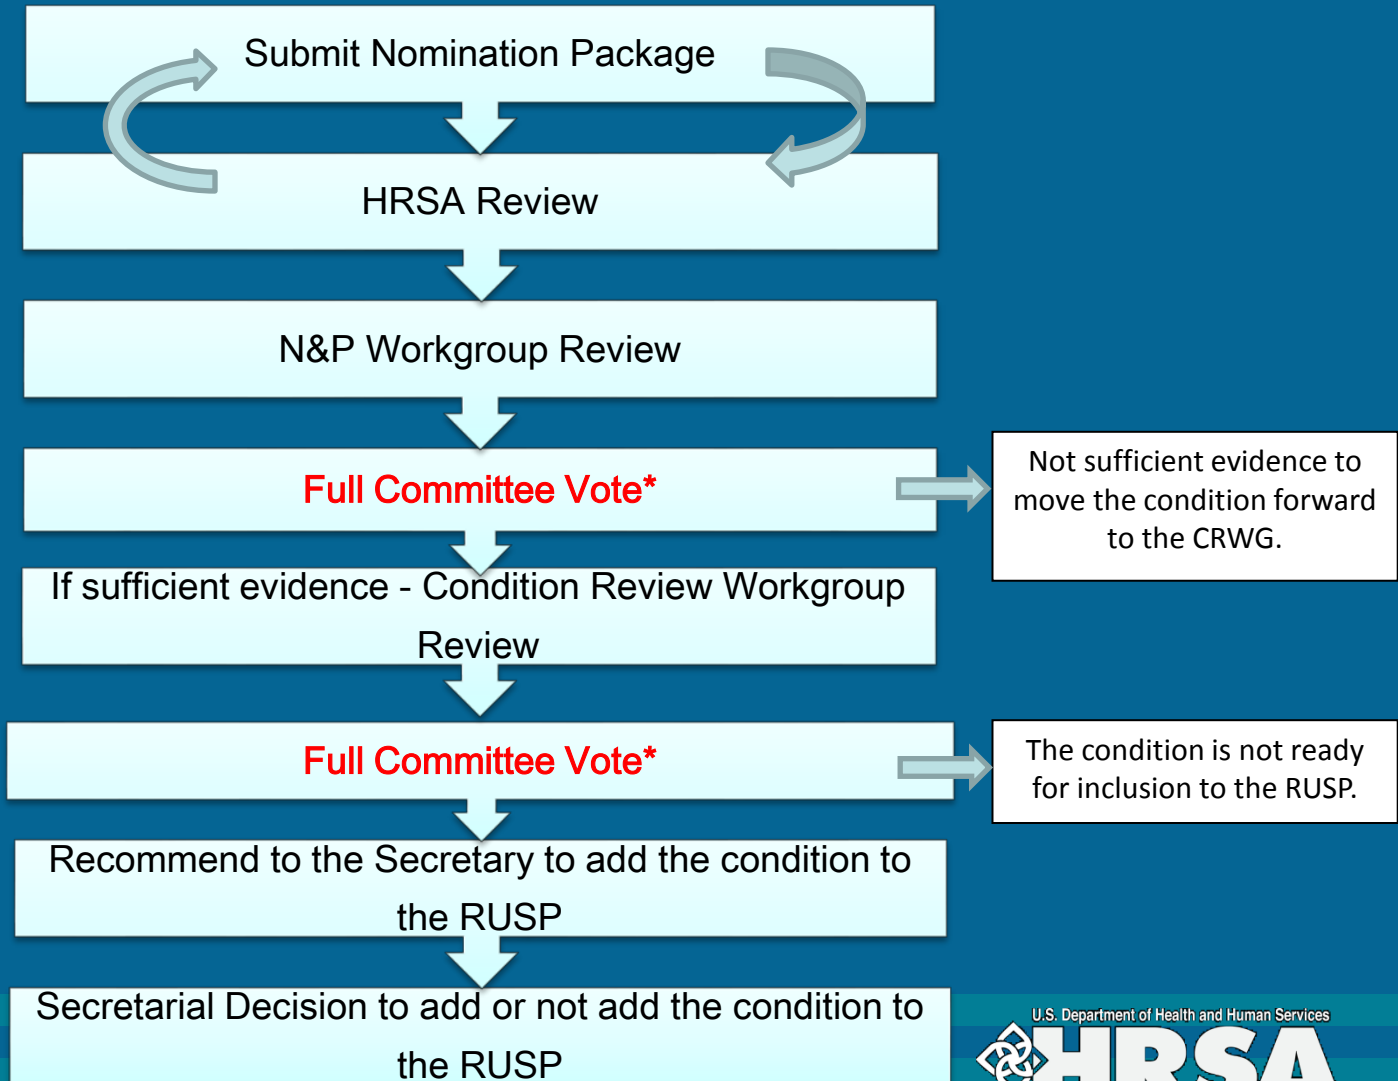 Submit Nomination Package
HRSA Review
N&P Workgroup Review
Full Committee Vote*
Not sufficient evidence to
move the condition forward
to the CRWG.
If sufficient evidence - Condition Review Workgroup
Review
Full Committee Vote*
The condition is not ready
for inclusion to the RUSP.
Recommend to the Secretary to add the condition to
the RUSP
Secretarial Decision to add or not add the condition to
the RUSP
U.S. Department of Health and Human Services
HRSA